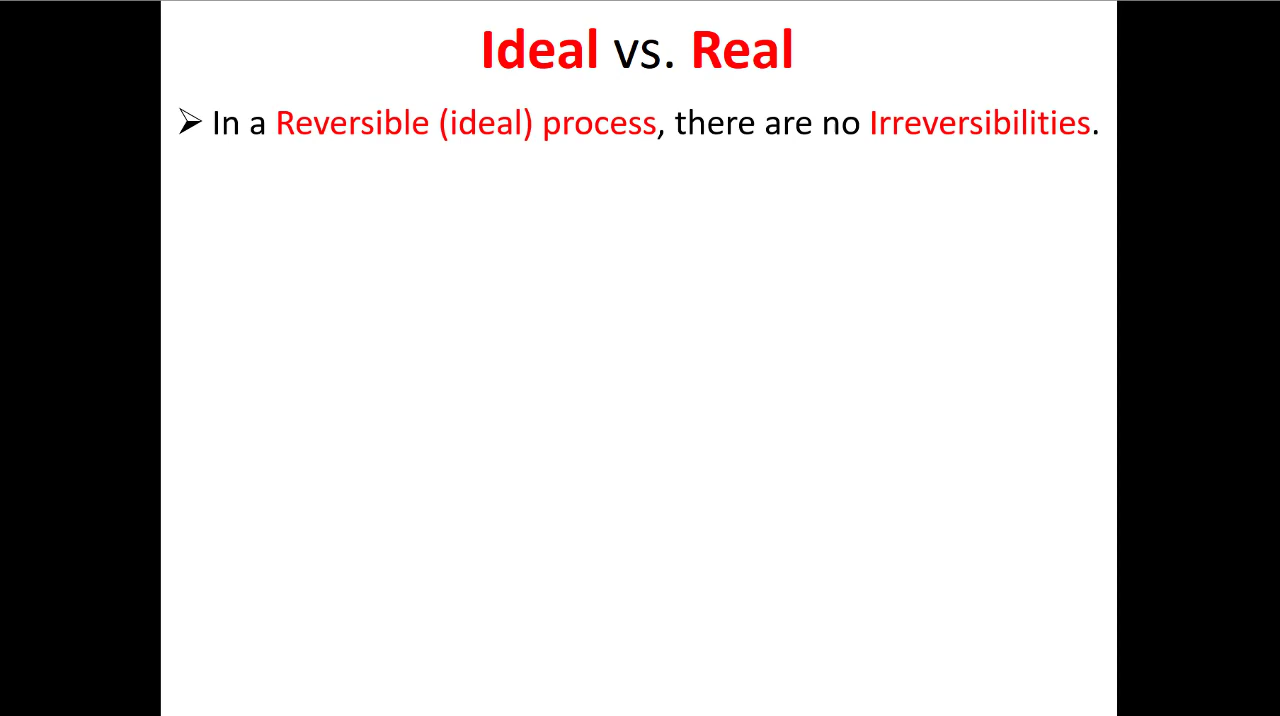 Ideal vs. Real
➢ In a Reversible (ideal) process, there are no Irreversibilities.